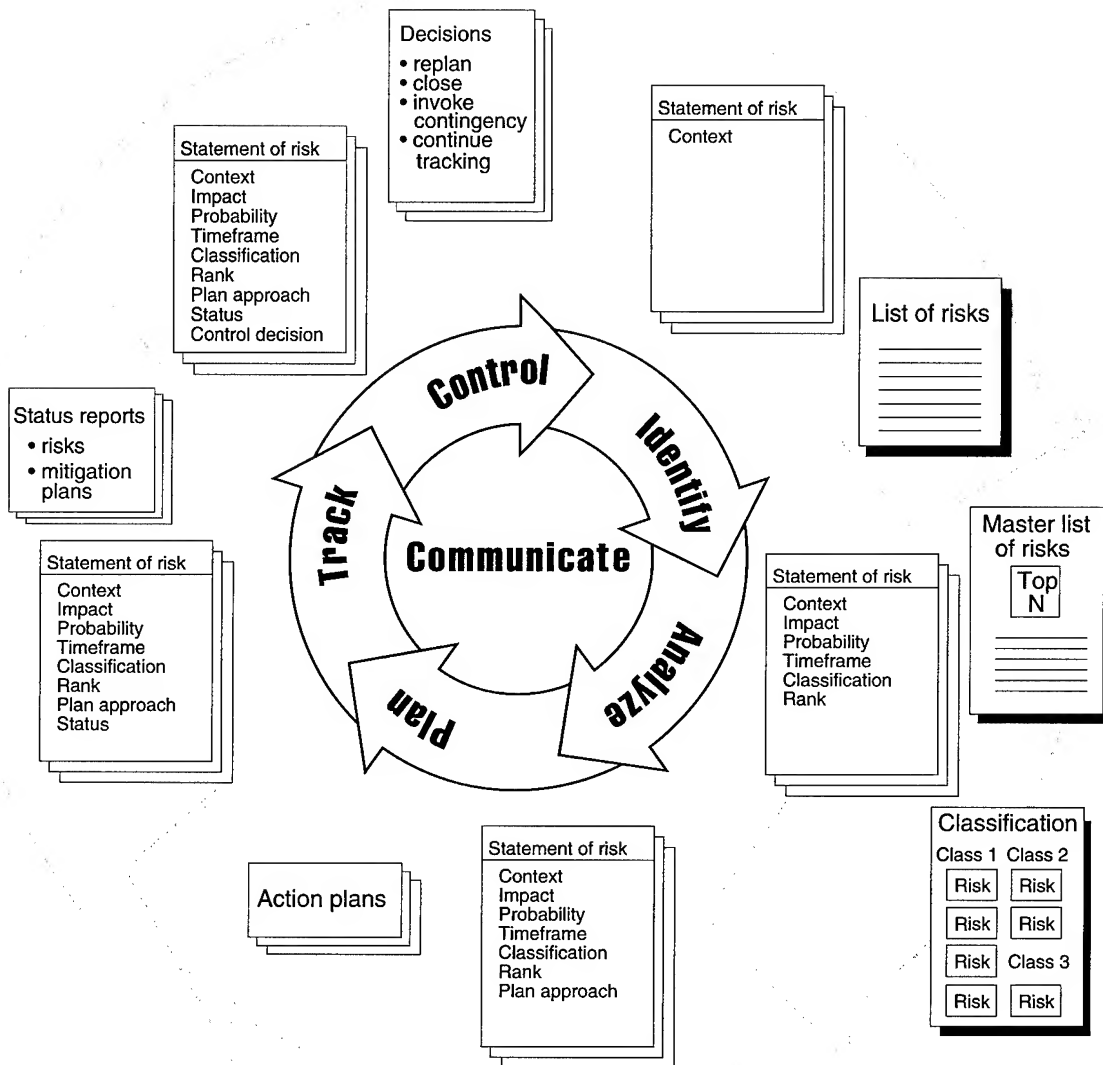 Decisions
• replan
• close
• invoke
contingency
• continue
tracking
Statement of risk
Context
Statement of risk
Context
Impact
Probability
Timeframe
Classification
Rank
Plan approach
Status
Control decision
List of risks
Control
Identify
Analyze
Plan
Track
Communicate
Status reports
• risks
• mitigation
plans
Master list
of risks
Top
N
Statement of risk
Context
Impact
Probability
Timeframe
Classification
Rank
Plan approach
Status
Statement of risk
Context
Impact
Probability
Timeframe
Classification
Rank
Classification
Class 1 Class 2
Risk Risk
Risk Risk
Risk Class 3
Risk Risk
Action plans
Statement of risk
Context
Impact
Probability
Timeframe
Classification
Rank
Plan approach